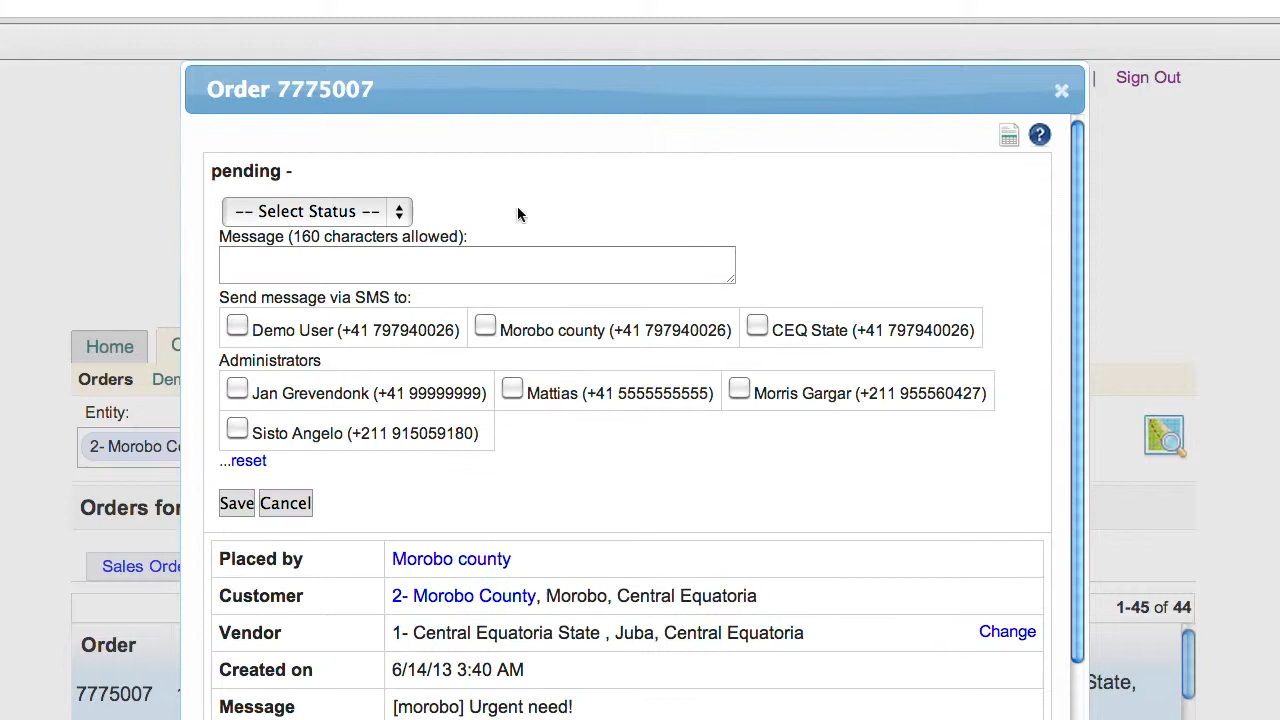 Order 7775007
| Sign Out
pending -
-- Select Status --
Message (160 characters allowed):
Send message via SMS to:
Demo User (+41 797940026) Morobo county (+41 797940026) CEQ State (+41 797940026)
Administrators
Jan Grevendonk (+41 99999999) Mattias (+41 5555555555) Morris Gargar (+211 955560427)
Sisto Angelo (+211 915059180)
...reset
Save Cancel
Home
Orders
Entity:
2- Morobo
Orders for
Sales
Placed by Morobo county
Customer 2- Morobo County, Morobo, Central Equatoria
Vendor 1- Central Equatoria State , Juba, Central Equatoria Change
Created on 6/14/13 3:40 AM
Message [morobo] Urgent need!
1-45 of 44
Order
7775007
State,